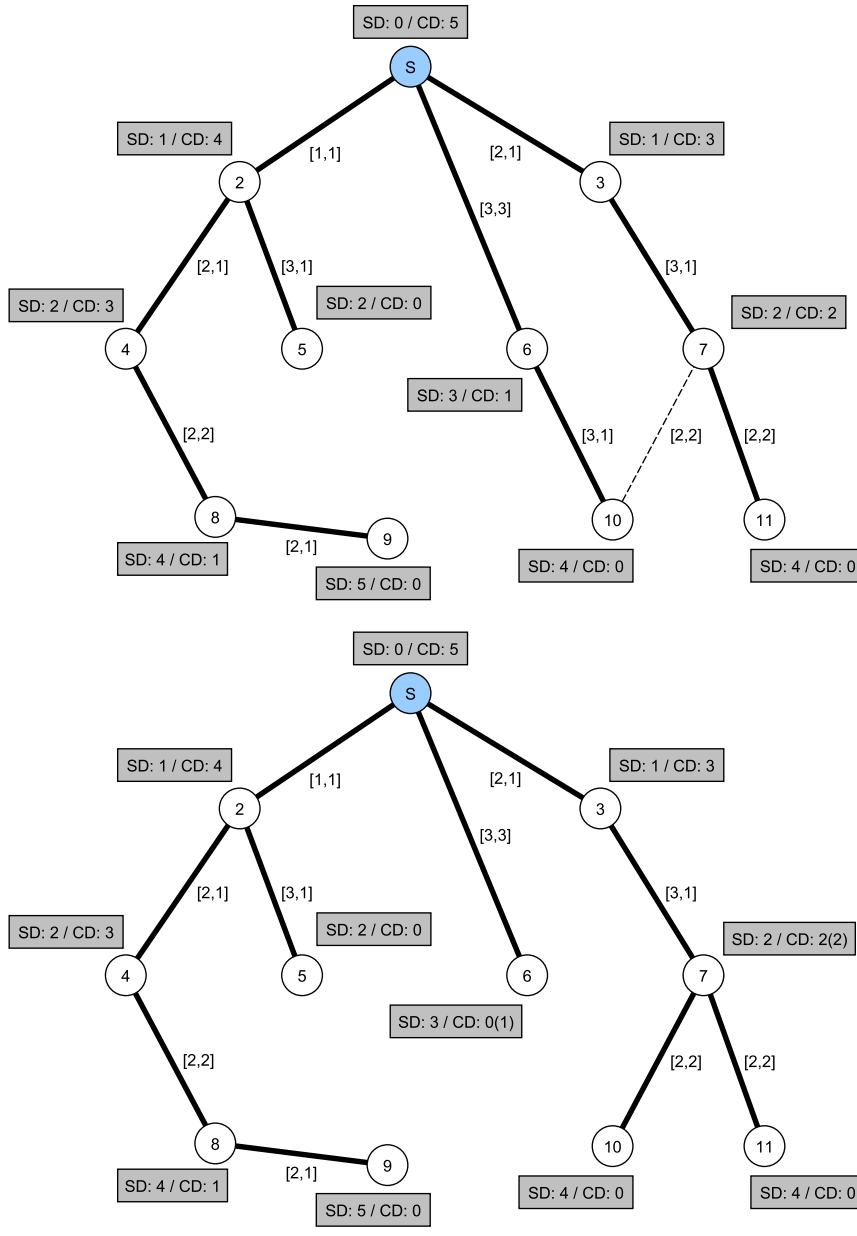 SD: 0 / CD: 5
S
SD: 1 / CD: 4
SD: 1 / CD: 3
[1,1]
[2,1]
2
3
[3,3]
[2,1]
[3,1]
[3,1]
SD: 2 / CD: 3
SD: 2 / CD: 0
SD: 2 / CD: 2
4
5
6
7
SD: 3 / CD: 1
[2,2]
[3,1]
[2,2]
[2,2]
8
9
10
11
[2,1]
SD: 4 / CD: 1
SD: 5 / CD: 0
SD: 4 / CD: 0
SD: 4 / CD: 0
SD: 0 / CD: 5
S
SD: 1 / CD: 4
SD: 1 / CD: 3
[1,1]
[2,1]
2
3
[3,3]
[2,1]
[3,1]
[3,1]
SD: 2 / CD: 3
SD: 2 / CD: 0
SD: 2 / CD: 2(2)
4
5
6
7
SD: 3 / CD: 0(1)
[2,2]
[2,2]
[2,2]
8
9
10
11
[2,1]
SD: 4 / CD: 1
SD: 5 / CD: 0
SD: 4 / CD: 0
SD: 4 / CD: 0